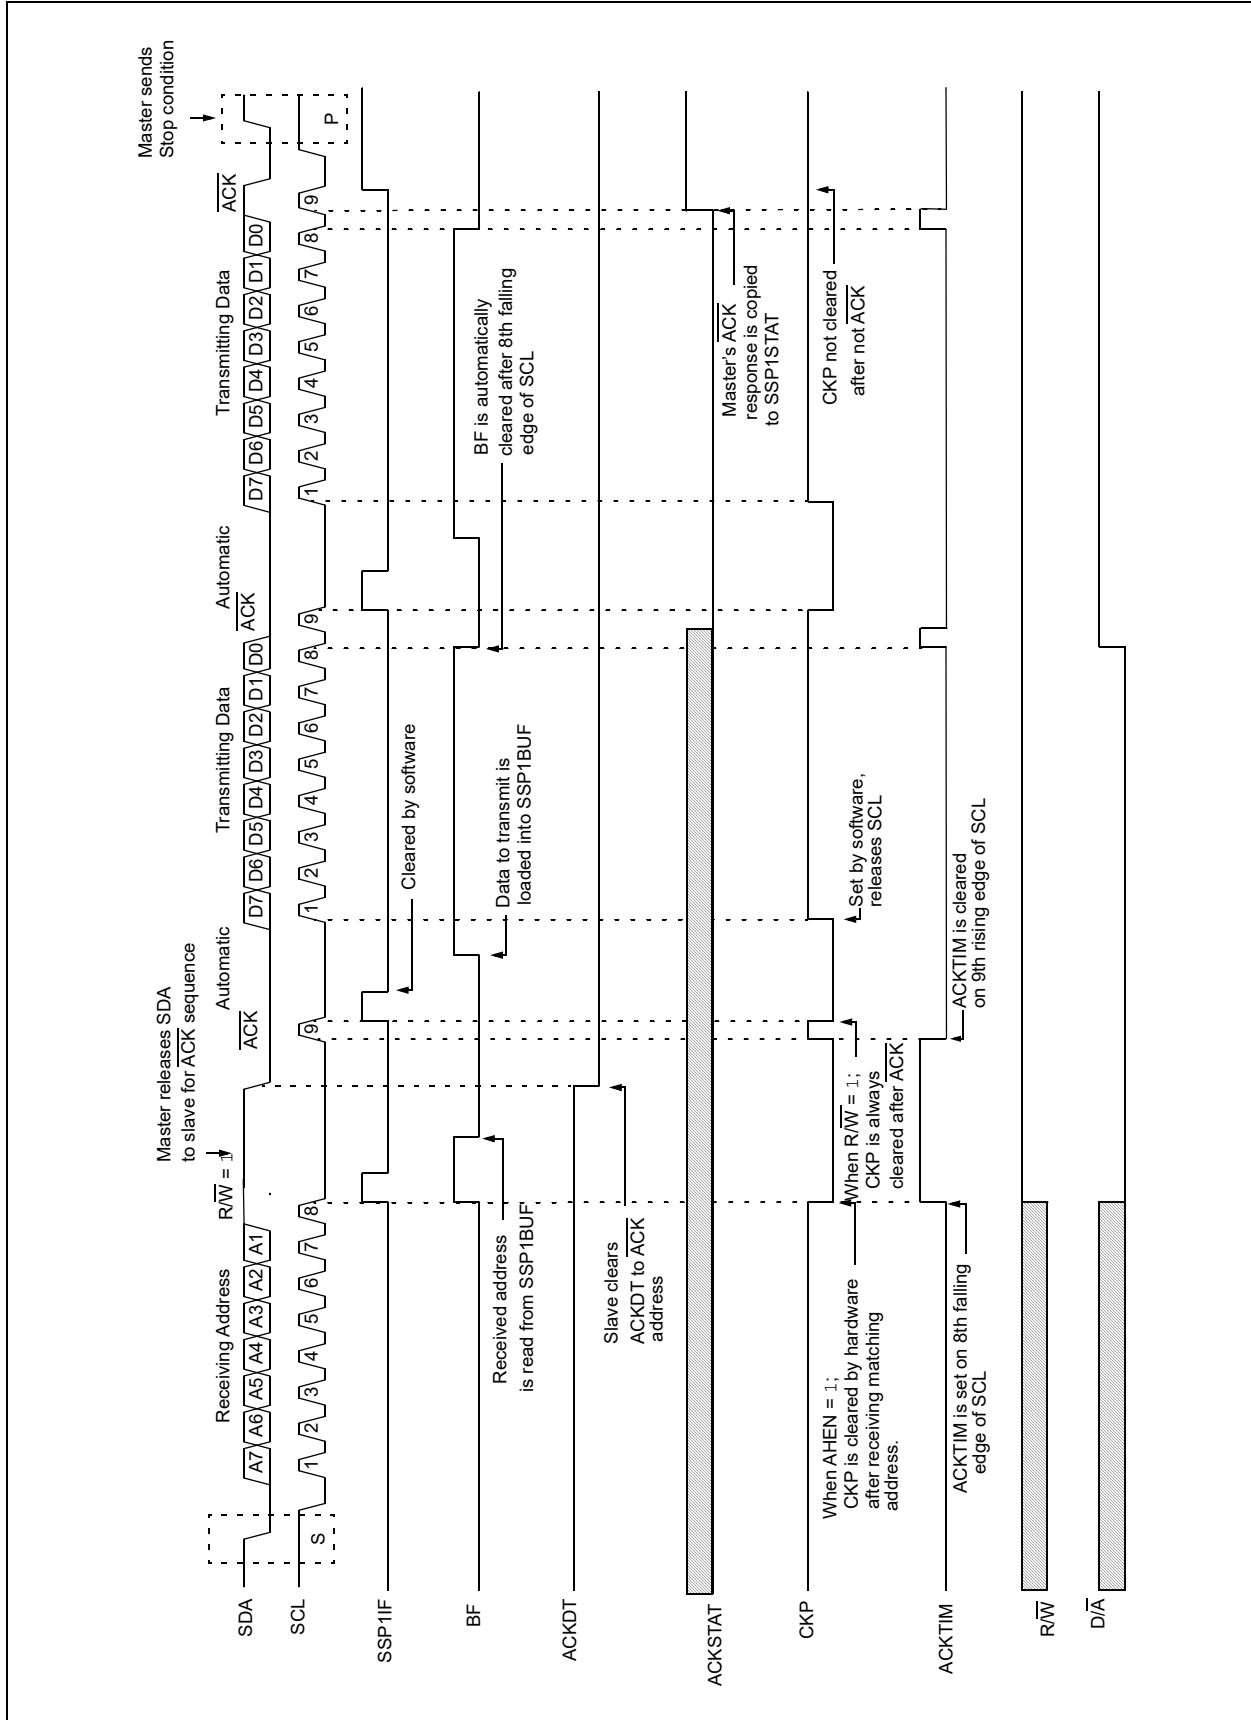 Master releases SDA
to slave for ACK sequence
Master sends
Stop condition
Receiving Address
R/W = 1
ACK
Automatic
Transmitting Data
ACK
Automatic
Transmitting Data
ACK
SDA
A7 A6 A5 A4 A3 A2 A1
D7 D6 D5 D4 D3 D2 D1 D0
D7 D6 D5 D4 D3 D2 D1 D0
SCL
S
1 2 3 4 5 6 7 8 9
1 2 3 4 5 6 7 8 9
1 2 3 4 5 6 7 8 9
P
SSP1IF
Cleared by software
BF
Received address
is read from SSP1BUF
Data to transmit is
loaded into SSP1BUF
BF is automatically
cleared after 8th falling
edge of SCL
ACKDT
Slave clears
ACKDT to ACK
address
ACKSTAT
Master's ACK
response is copied
to SSP1STAT
CKP
When AHEN = 1;
CKP is cleared by hardware
after receiving matching
address.
When R/W = 1;
CKP is always
cleared after ACK
Set by software,
releases SCL
CKP not cleared
after not ACK
ACKTIM
ACKTIM is set on 8th falling
edge of SCL
ACKTIM is cleared
on 9th rising edge of SCL
R/W
D/A